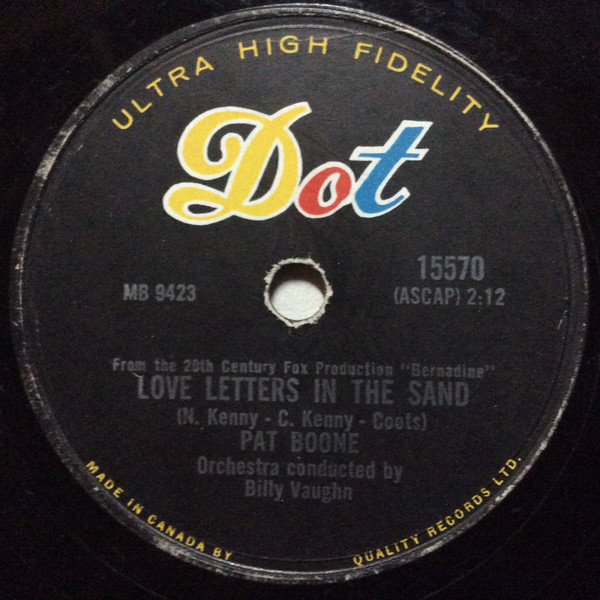 ULTRA HIGH FIDELITY
Dot
15570
MB 9423
(ASCAP) 2:12
From the 20th Century Fox Production "Bernadine"
LOVE LETTERS IN THE SAND
(N. Kenny - C. Kenny - Coots)
PAT BOONE
Orchestra conducted by
Billy Vaughn
MADE IN CANADA BY QUALITY RECORDS LTD.